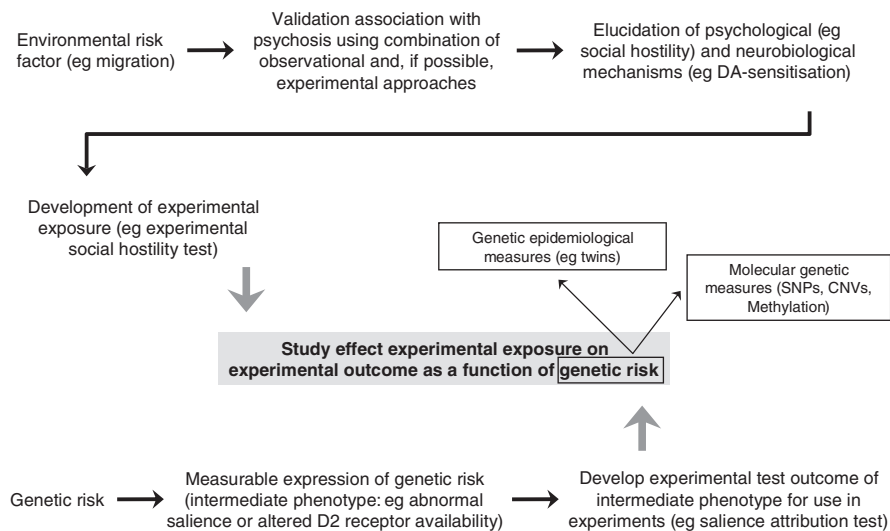 Environmental risk
factor (eg migration)
Validation association with
psychosis using combination of
observational and, if possible,
experimental approaches
Elucidation of psychological (eg
social hostility) and neurobiological
mechanisms (eg DA-sensitisation)
Development of experimental
exposure (eg experimental
social hostility test)
Genetic epidemiological
measures (eg twins)
Molecular genetic
measures (SNPs, CNVs,
Methylation)
Study effect experimental exposure on
experimental outcome as a function of genetic risk
Genetic risk
Measurable expression of genetic risk
(intermediate phenotype: eg abnormal
salience or altered D2 receptor availability)
Develop experimental test outcome of
intermediate phenotype for use in
experiments (eg salience attribution test)